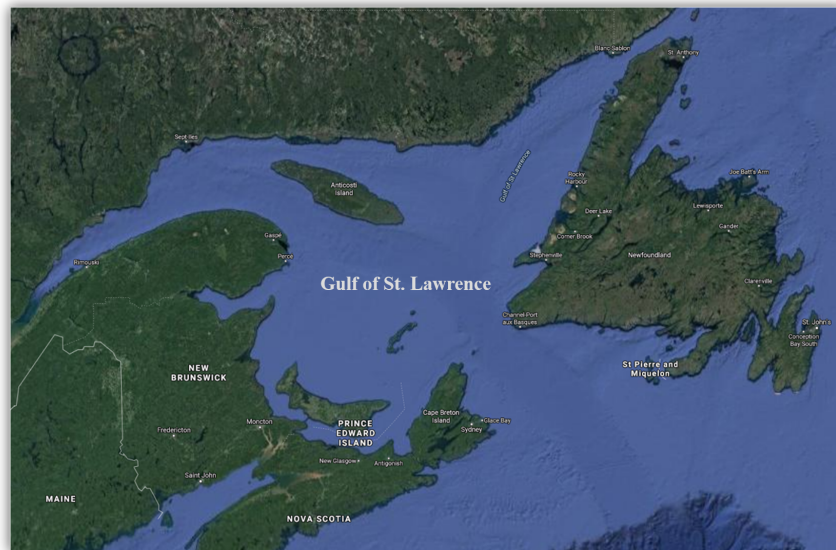 Blanc Sablon
St. Anthony
Sept-Iles
Gulf of St Lawrence
Joe Batt's Arm
Rocky
Harbour
Anticosti
Island
Deer Lake
Lewisporte
Gander
Corner Brook
Gaspé
Perce
Stephenville
Newfoundland
Rimouski
Gulf of St. Lawrence
Clarenville
Channel-Port
aux Basques
St. John's
Conception
Bay South
St Pierre and
Miquelon
NEW
BRUNSWICK
Cape Breton
Island
Glace Bay
Sydney
Fredericton
Moncton
PRINCE
EDWARD
ISLAND
New Glasgow
Antigonish
Saint John
MAINE
NOVA SCOTIA